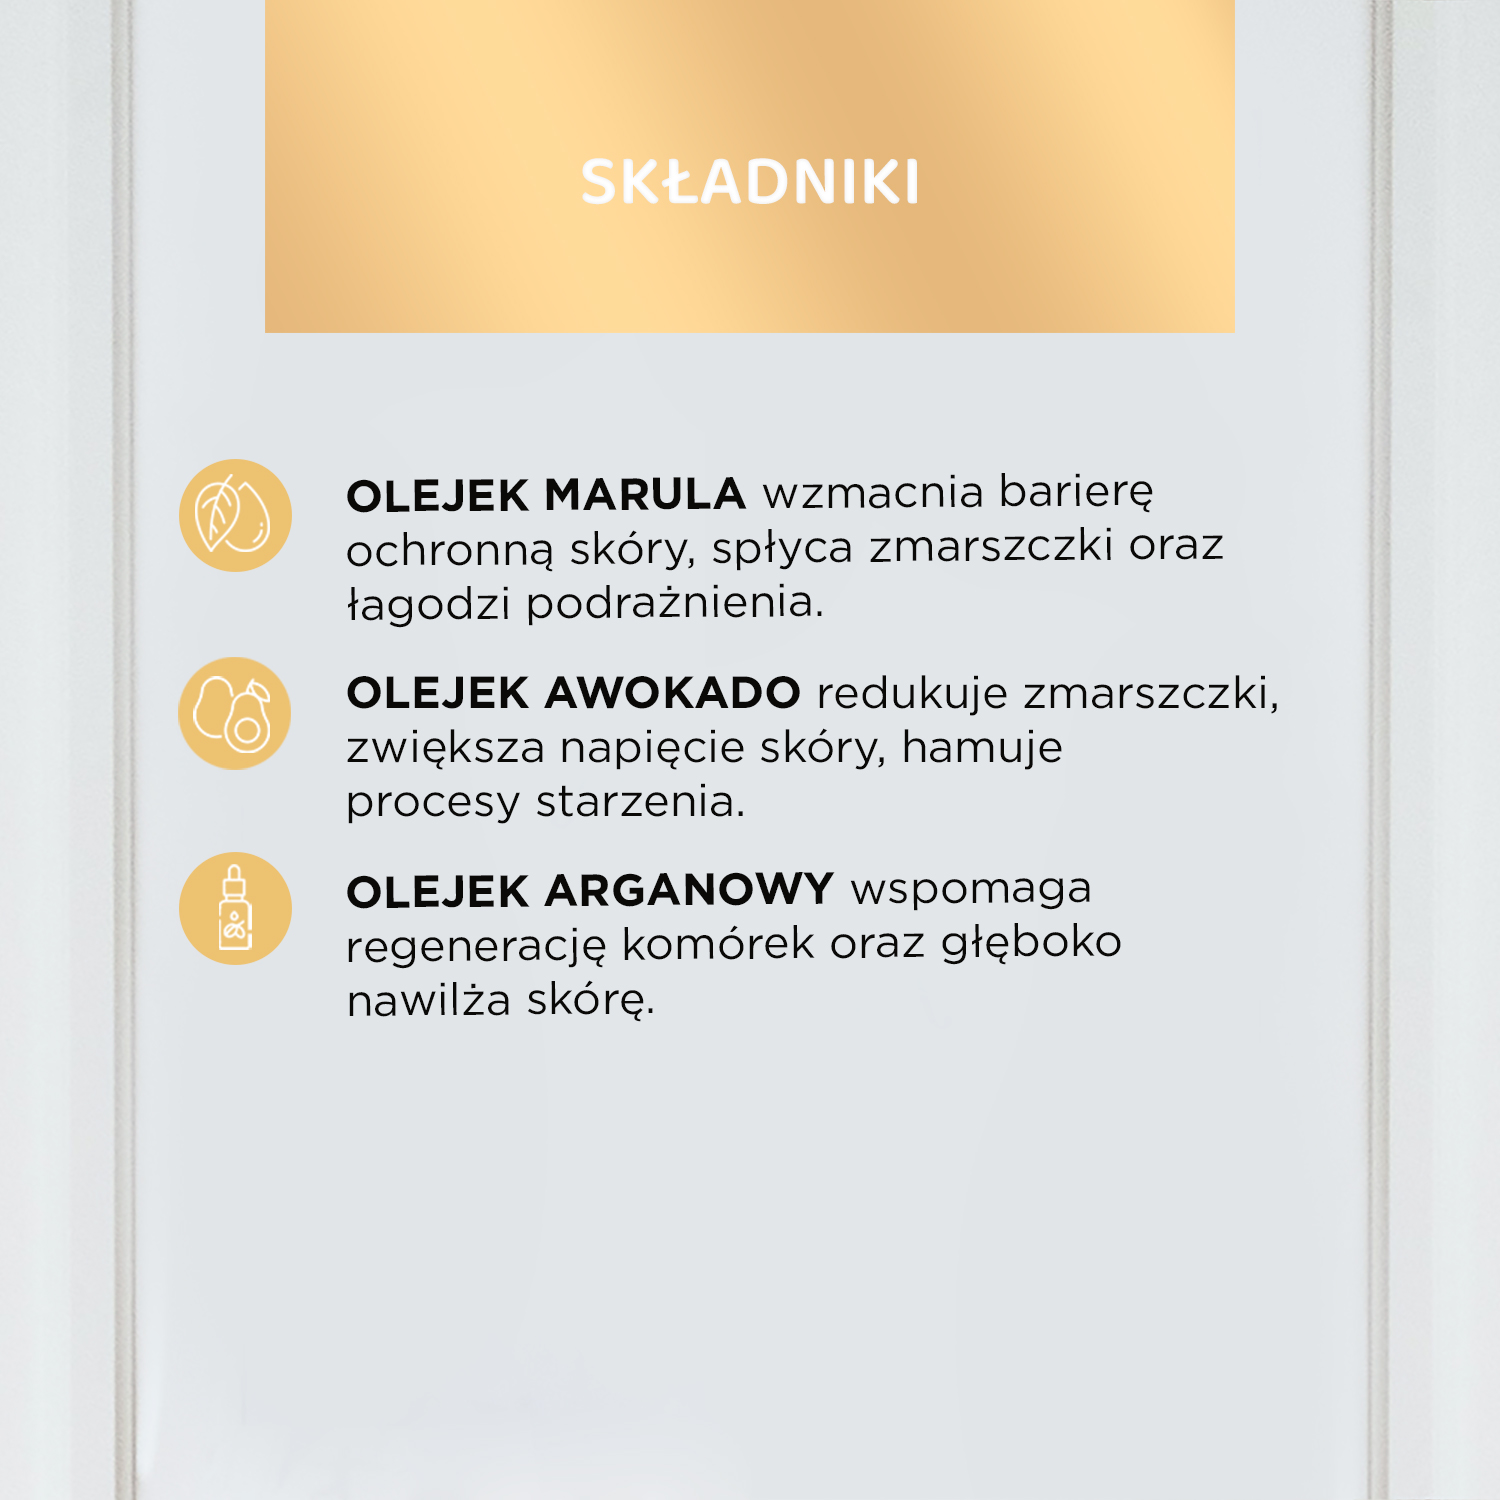 SKŁADNIKI
OLEJEK MARULA wzmacnia barierę
ochronną skóry, spłyca zmarszczki oraz
łagodzi podrażnienia.
OLEJEK AWOKADO redukuje zmarszczki,
zwiększa napięcie skóry, hamuje
procesy starzenia.
OLEJEK ARGANOWY wspomaga
regenerację komórek oraz głęboko
nawilża skórę.